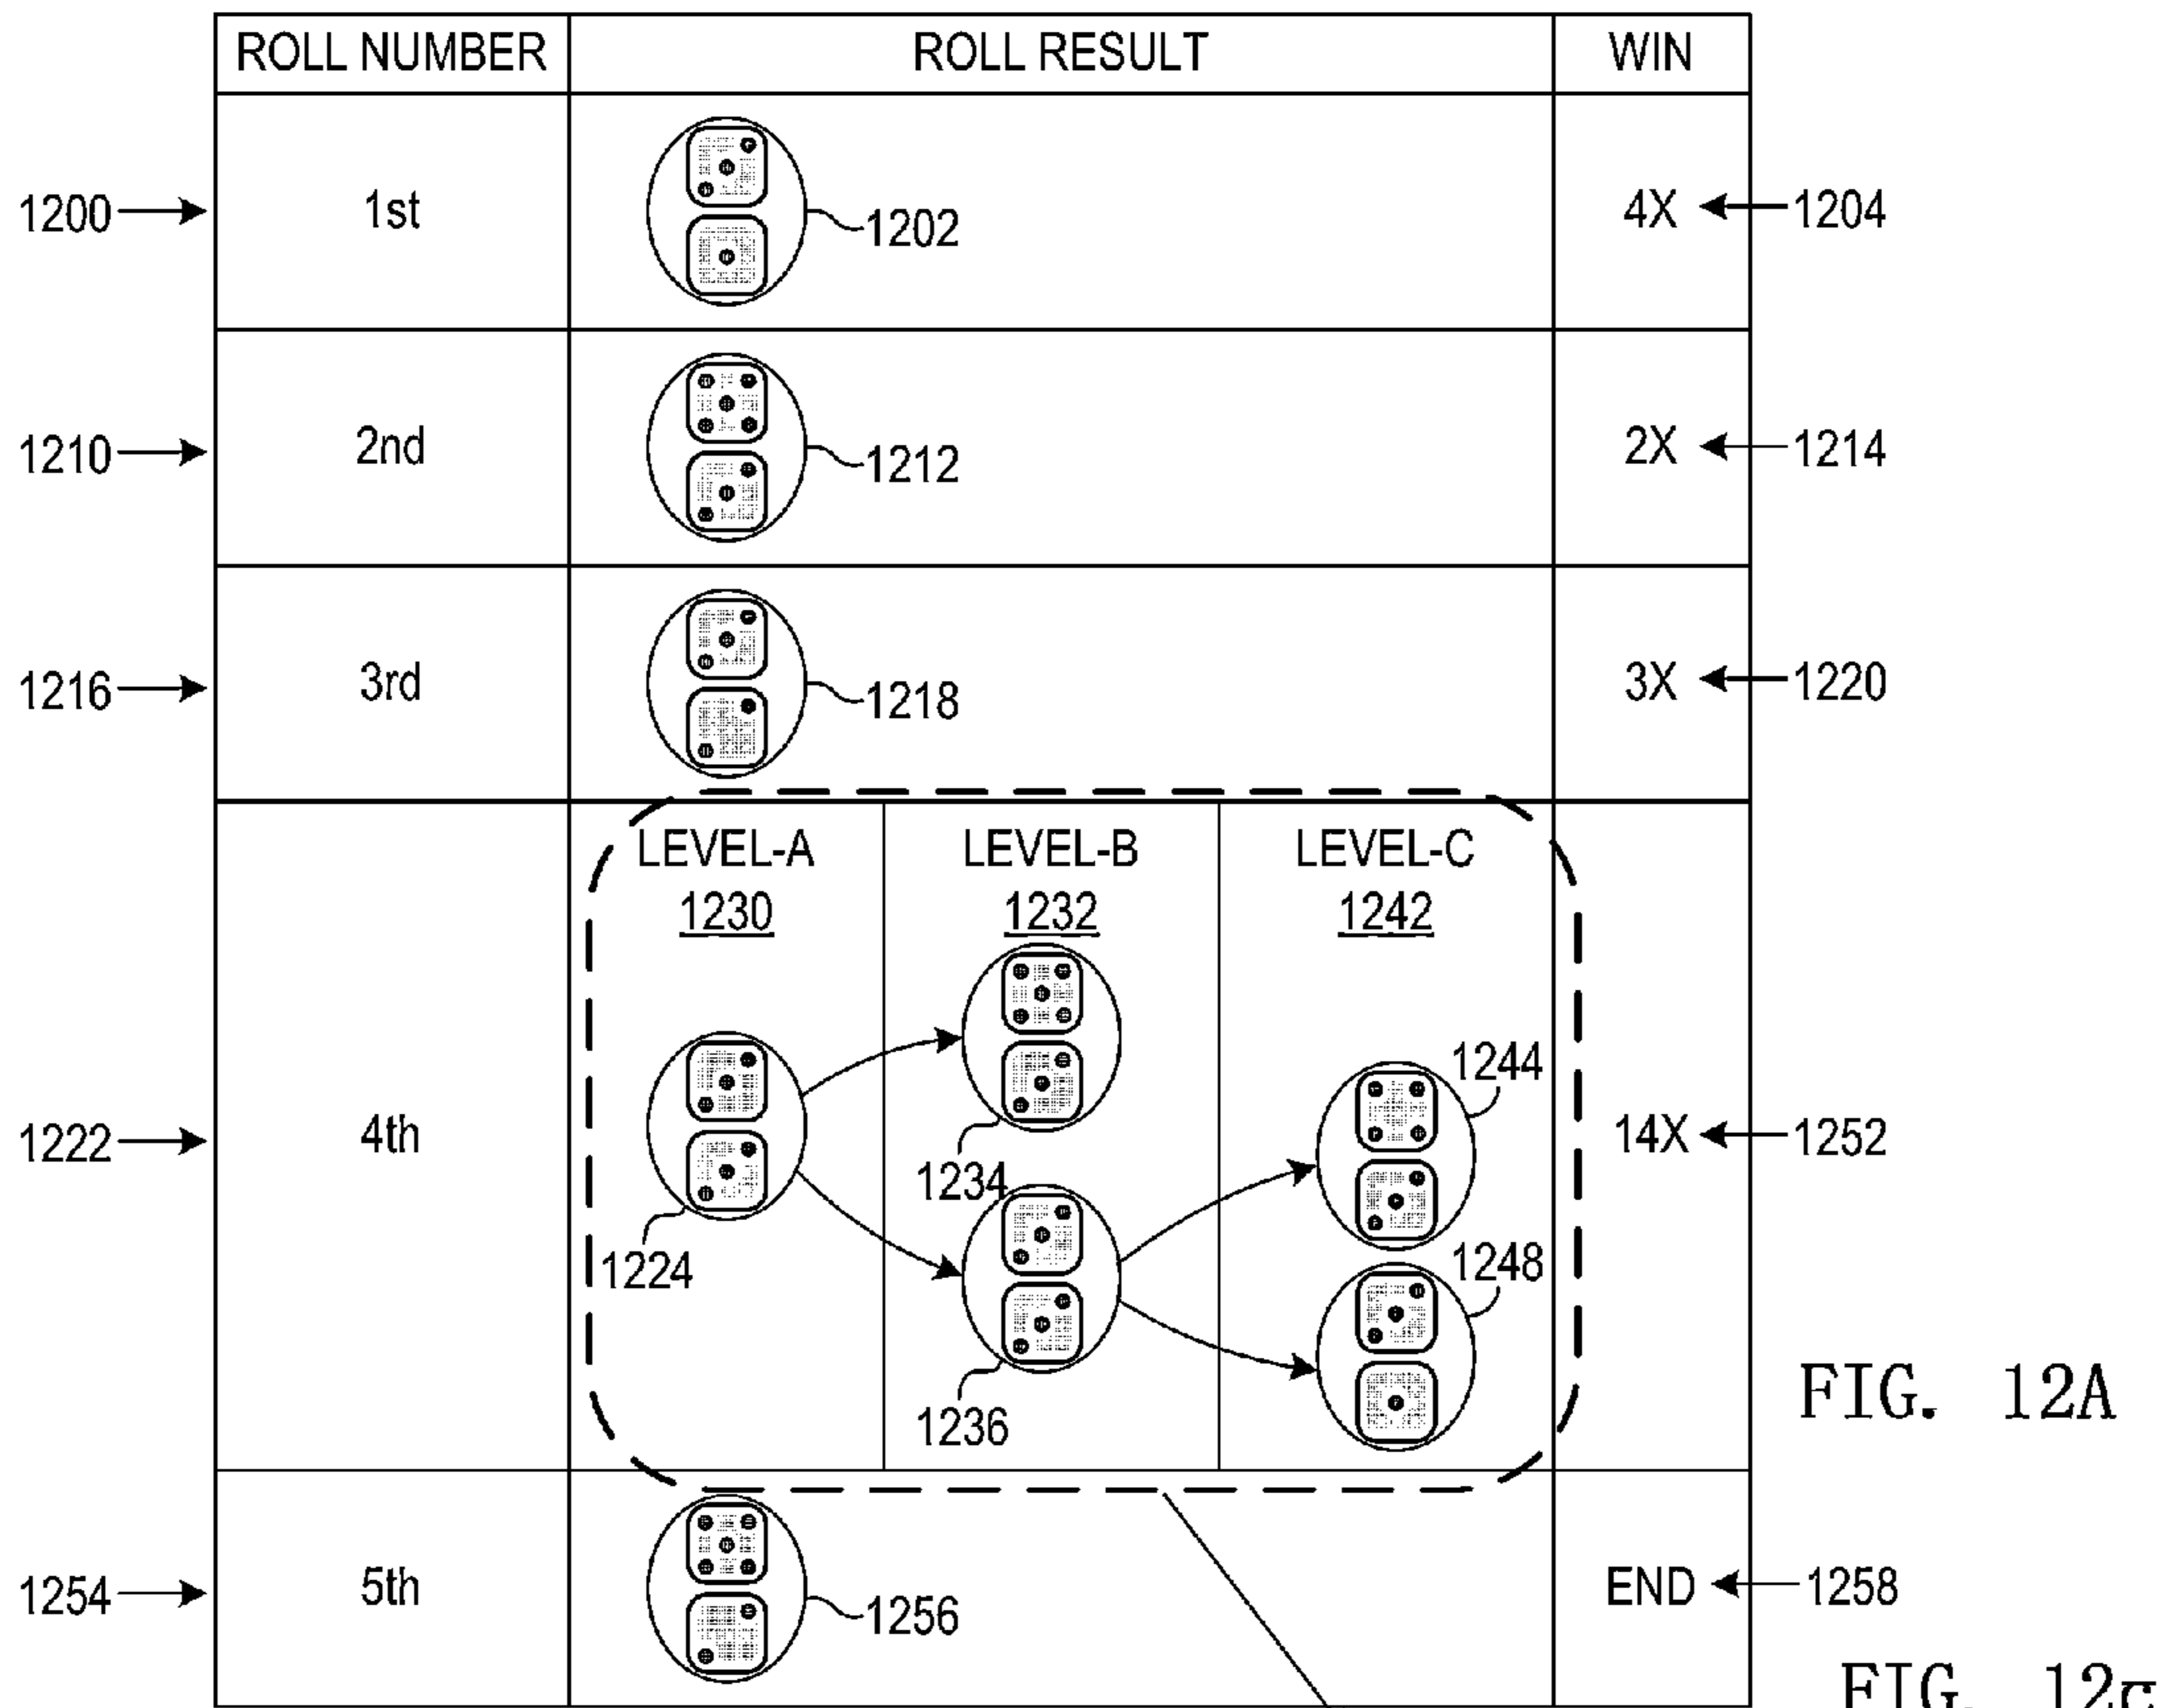 ROLL NUMBER ROLL RESULT WIN
1200 1st 1202 4X 1204
1210 2nd 1212 2X 1214
1216 3rd 1218 3X 1220
LEVEL-A LEVEL-B LEVEL-C
1230 1232 1242
1244
1222 4th 14X 1252
1234
1224 1248
1236
FIG. 12A
1254 5th 1256 END 1258
FIG.